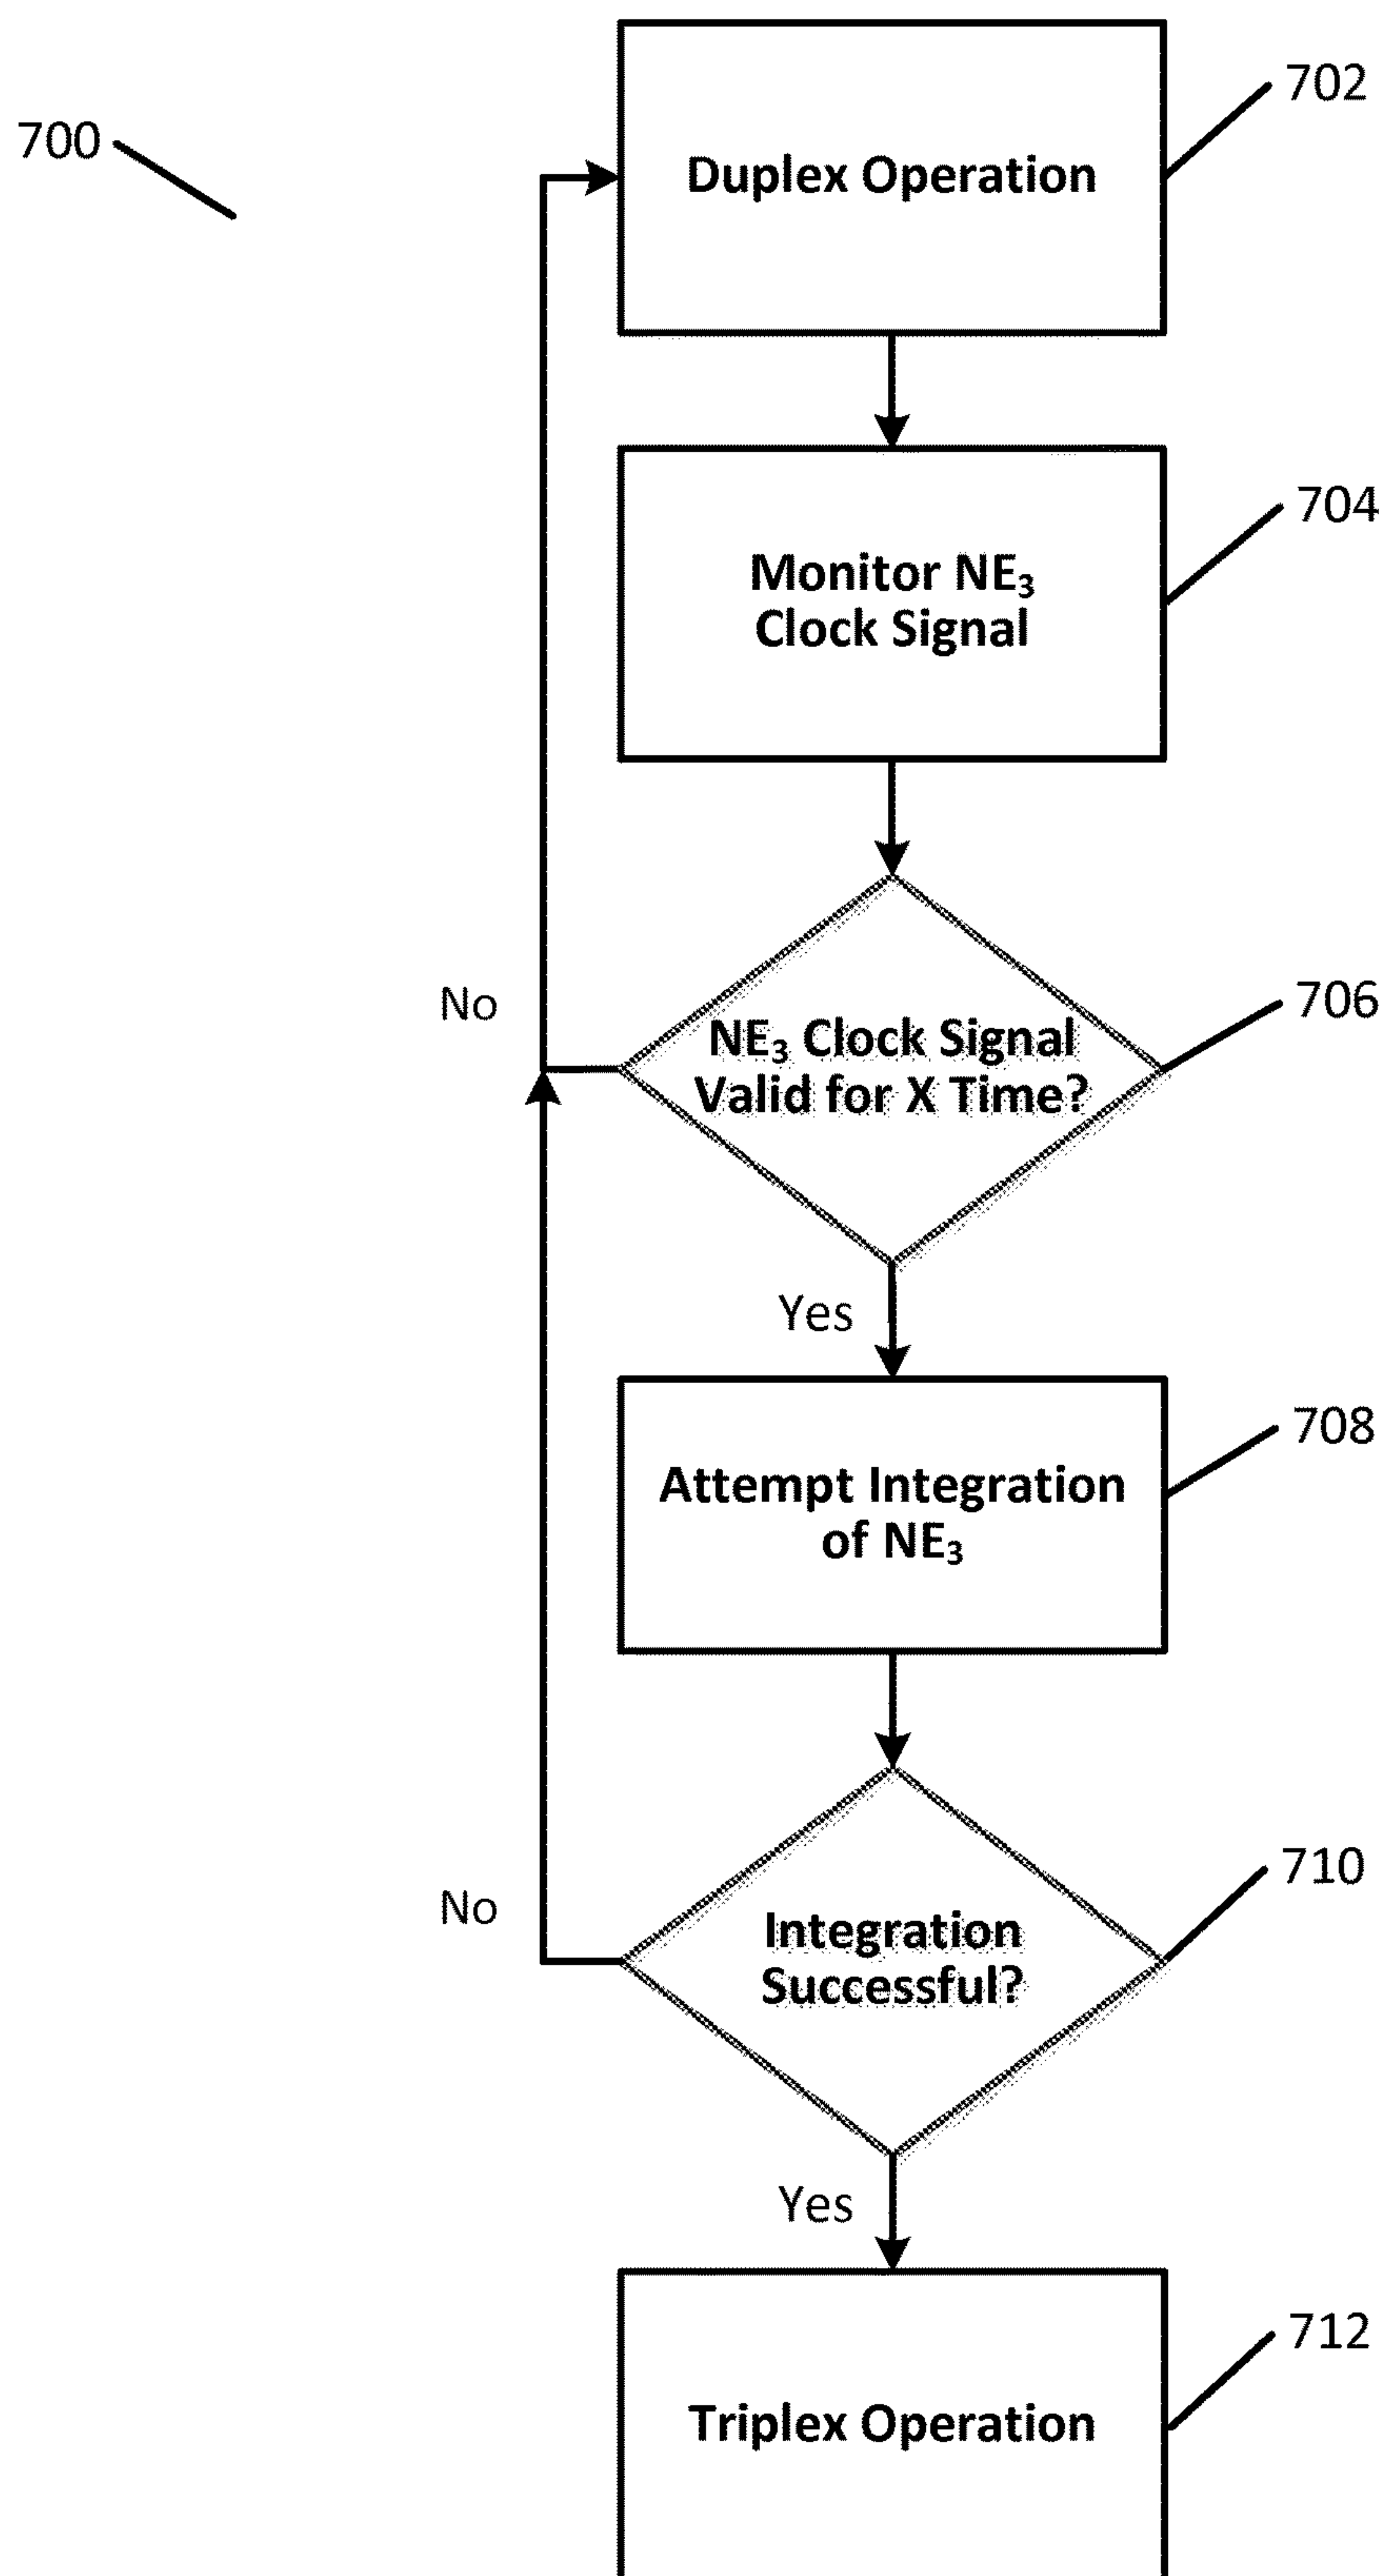 702
700
Duplex Operation
704
Monitor NE₃
Clock Signal
No
706
NE₃ Clock Signal
Valid for X Time?
Yes
708
Attempt Integration
of NE₃
710
No
Integration
Successful?
Yes
712
Triplex Operation